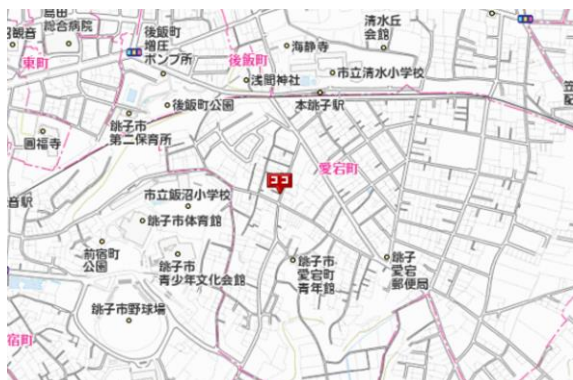 島田
総合病院
後飯町
増圧
ポンプ所
後飯町
清水丘
会館
海静寺
東町
浅間神社
市立清水小学校
後飯町公園
本銚子駅
銚子市
第二保育所
圓福寺
愛宕町
ココ
市立飯沼小学校
音駅
銚子市体育館
前宿町
公園
銚子市
青少年文化会館
銚子市
愛宕町
青年館
銚子
愛宕
郵便局
銚子市野球場
宿町